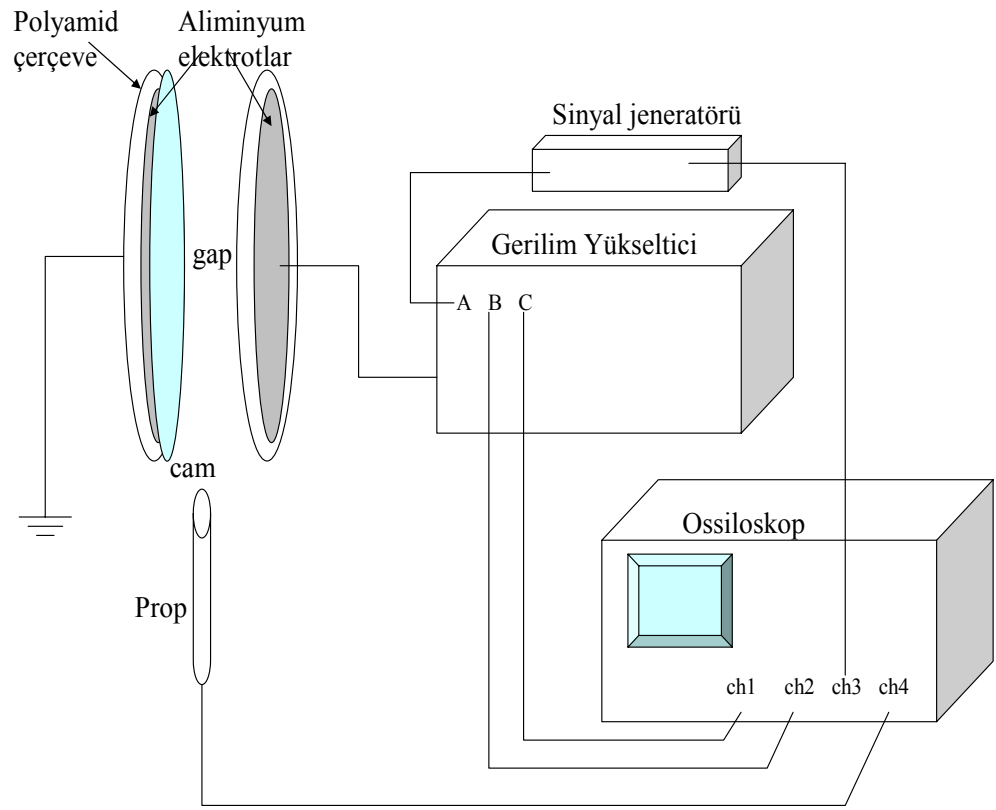 Polyamid
çerçeve
Aliminyum
elektrotlar
Sinyal jeneratörü
Gerilim Yükseltici
gap
A B C
cam
Ossiloskop
Prop
ch1 ch2 ch3 ch4